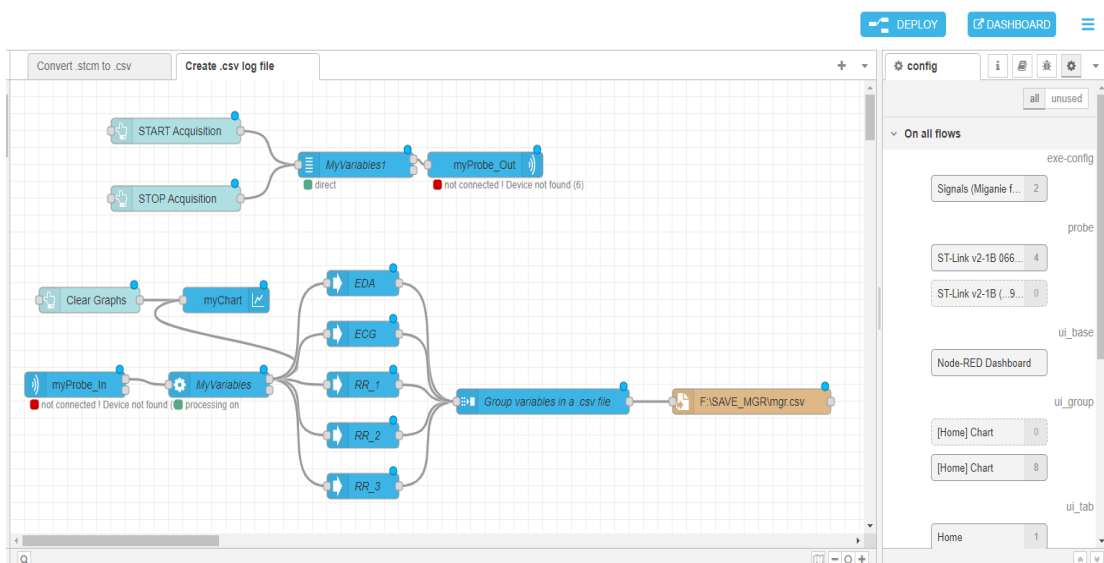 DEPLOY
DASHBOARD
Convert .stcm to .csv
Create .csv log file
START Acquisition
STOP Acquisition
MyVariables1
direct
myProbe_Out
not connected ! Device not found (6)
Clear Graphs
myChart
EDA
ECG
RR_1
RR_2
RR_3
myProbe_In
not connected ! Device not found (
MyVariables
processing on
Group variables in a .csv file
F:\SAVE_MGR\mgr.csv
config
i
all
unused
On all flows
exe-config
Signals (Miganie f... 2
probe
ST-Link v2-1B 066... 4
ST-Link v2-1B (...9... 0
ui_base
Node-RED Dashboard
ui_group
[Home] Chart 0
[Home] Chart 8
ui_tab
Home 1